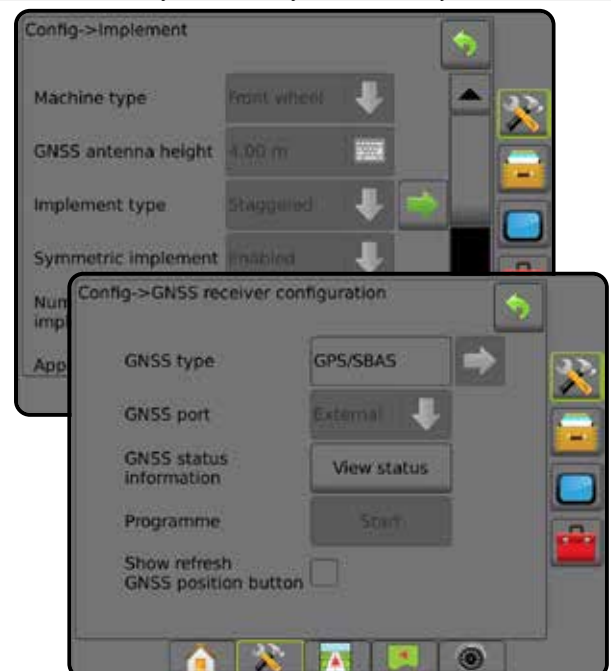 Config->Implement
Machine type Front wheel
GNSS antenna height 4.00 m
Implement type Staggered
Symmetric implement Enabled
Num
impl
App
Config->GNSS receiver configuration
GNSS type GPS/SBAS
GNSS port External
GNSS status
information View status
Programme Start
Show refresh
GNSS position button